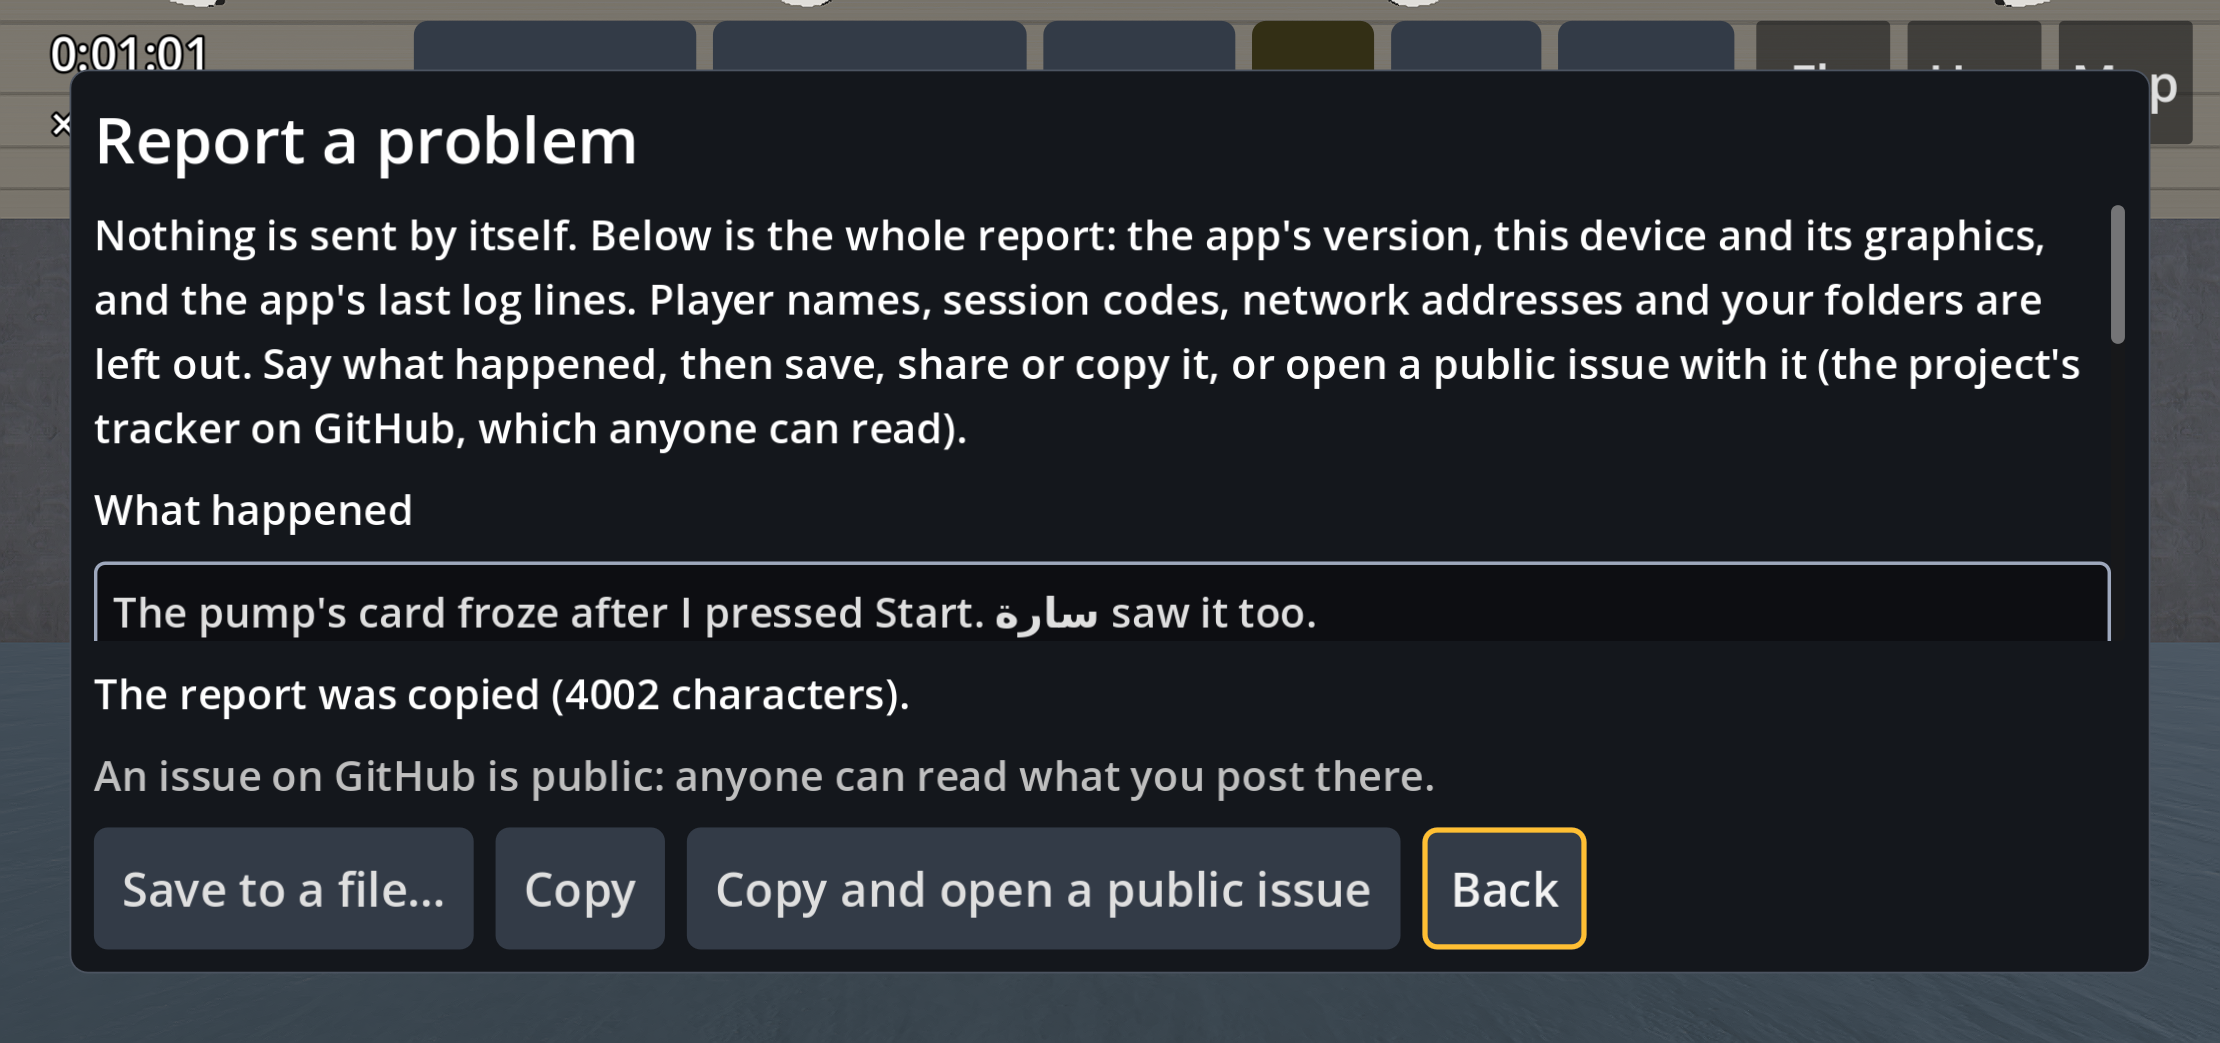 0:01:01
×
Report a problem
Nothing is sent by itself. Below is the whole report: the app's version, this device and its graphics,
and the app's last log lines. Player names, session codes, network addresses and your folders are
left out. Say what happened, then save, share or copy it, or open a public issue with it (the project's
tracker on GitHub, which anyone can read).
What happened
The pump's card froze after I pressed Start. سارة saw it too.
The report was copied (4002 characters).
An issue on GitHub is public: anyone can read what you post there.
Save to a file...
Copy
Copy and open a public issue
Back